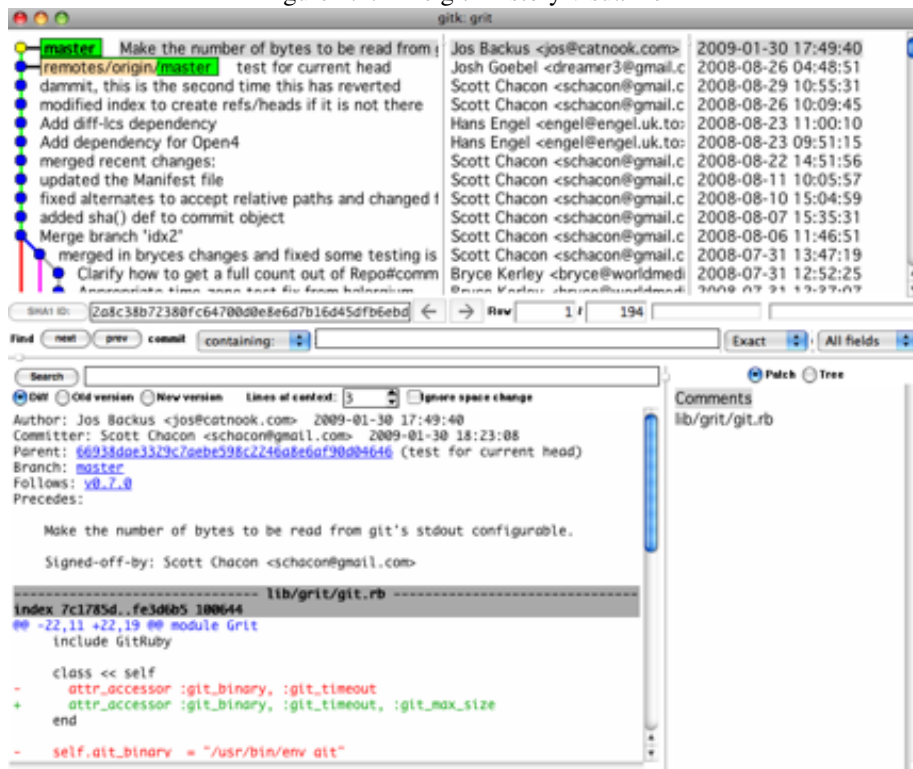 gitk: grit
master Make the number of bytes to be read from Jos Backus <jos@catnook.com> 2009-01-30 17:49:40
remotes/origin/master test for current head Josh Goebel <dreamer3@gmail.c 2008-08-26 04:48:51
dammit, this is the second time this has reverted Scott Chacon <schacon@gmail.c 2008-08-29 10:55:31
modified index to create refs/heads if it is not there Scott Chacon <schacon@gmail.c 2008-08-26 10:09:45
Add diff-lcs dependency Hans Engel <engel@engel.uk.to> 2008-08-23 11:00:10
Add dependency for Open4 Hans Engel <engel@engel.uk.to> 2008-08-23 09:51:15
merged recent changes: Scott Chacon <schacon@gmail.c 2008-08-22 14:51:56
updated the Manifest file Scott Chacon <schacon@gmail.c 2008-08-11 10:05:57
fixed alternates to accept relative paths and changed f Scott Chacon <schacon@gmail.c 2008-08-10 15:04:59
added sha() def to commit object Scott Chacon <schacon@gmail.c 2008-08-07 15:35:31
Merge branch "idx2" Scott Chacon <schacon@gmail.c 2008-08-06 11:46:51
merged in bryces changes and fixed some testing is Scott Chacon <schacon@gmail.c 2008-07-31 13:47:19
Clarify how to get a full count out of Repo#comm Bryce Kerley <bryce@worldmedi 2008-07-31 12:52:25
SHA1 ID: 2a8c38b72380fc64700d0e8e6d7b16d45dfb6ebd ← → Row 1 / 194
Find next prev commit containing: Exact All fields
Search Patch Tree
Diff Old version New version Lines of context: 3 Ignore space change Comments
lib/grit/git.rb
Author: Jos Backus <jos@catnook.com> 2009-01-30 17:49:40
Committer: Scott Chacon <schacon@gmail.com> 2009-01-30 18:23:08
Parent: 66938dae3329c7aebe598c2246a8e6af90d04646 (test for current head)
Branch: master
Follows: v0.7.0
Precedes:
Make the number of bytes to be read from git's stdout configurable.
Signed-off-by: Scott Chacon <schacon@gmail.com>
------------------------------- lib/grit/git.rb -------------------------------
index 7c1785d..fe3d6b5 100644
@@ -22,11 +22,19 @@ module Grit
include GitRuby
class << self
- attr_accessor :git_binary, :git_timeout
+ attr_accessor :git_binary, :git_timeout, :git_max_size
end
- self.git_binary = "/usr/bin/env git"